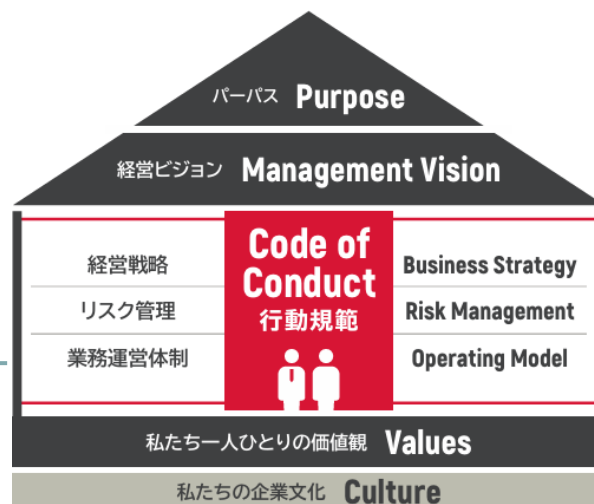 パーパス Purpose
経営ビジョン Management Vision
経営戦略
リスク管理
業務運営体制
Code of
Conduct
行動規範
Business Strategy
Risk Management
Operating Model
私たち一人ひとりの価値観 Values
私たちの企業文化 Culture